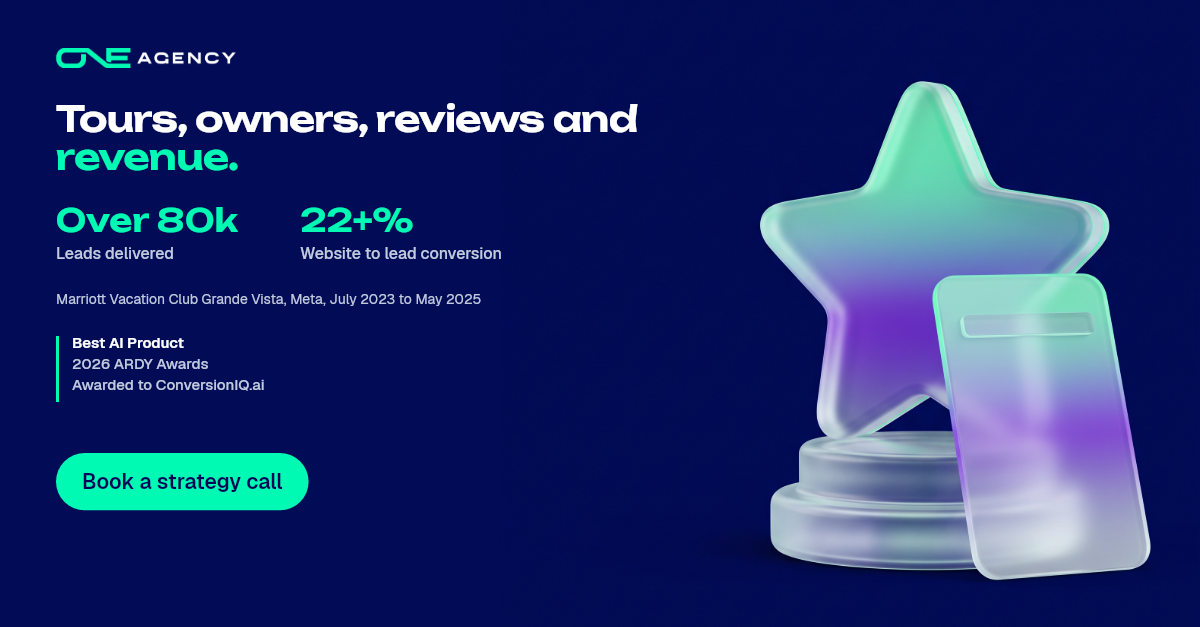 ONE AGENCY
Tours, owners, reviews and
revenue.
Over 80k
Leads delivered
22+%
Website to lead conversion
Marriott Vacation Club Grande Vista, Meta, July 2023 to May 2025
Best AI Product
2026 ARDY Awards
Awarded to ConversionIQ.ai
Book a strategy call